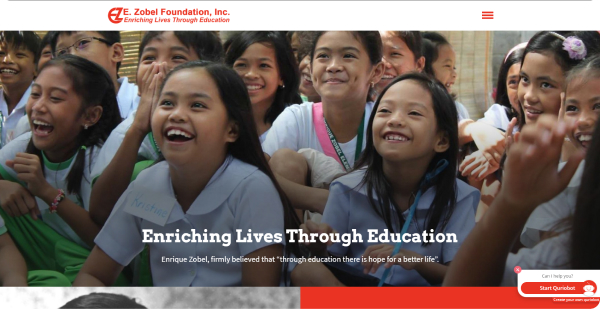 E. Zobel Foundation, Inc.
Enriching Lives Through Education
Enriching Lives Through Education
Enrique Zobel, firmly believed that "through education there is hope for a better life".
Can I help you?
Start Quriobot
Create your own quriobot